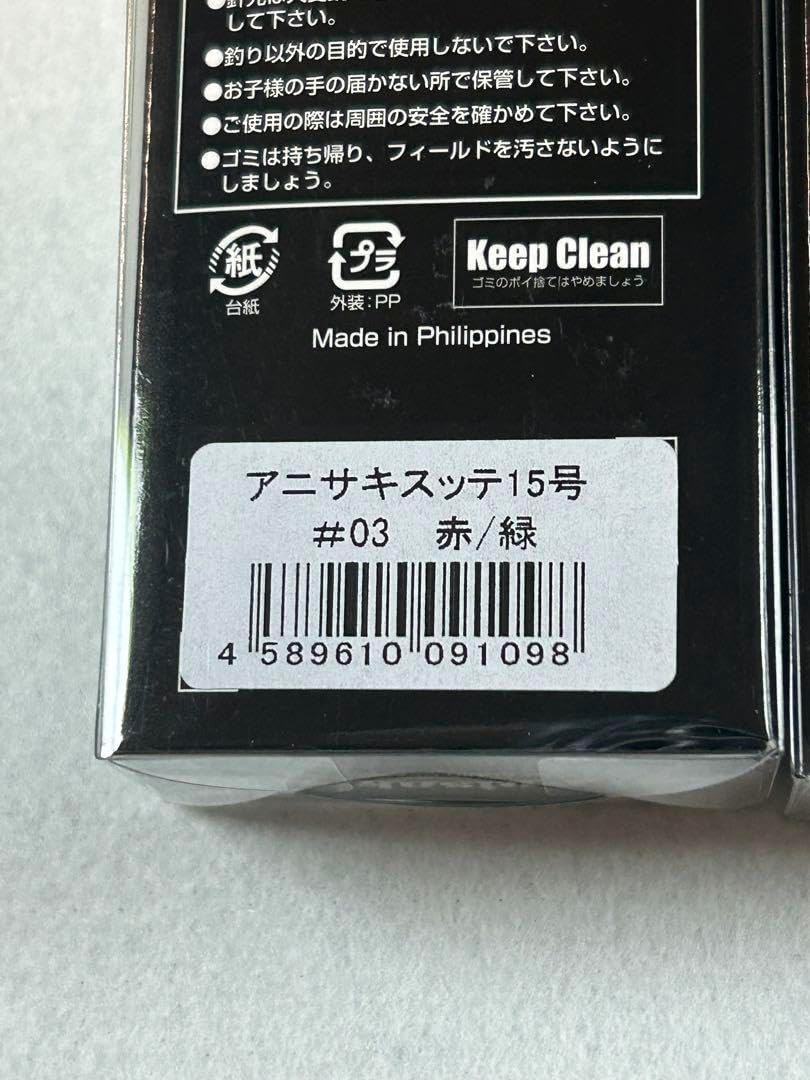 して下さい。
●釣り以外の目的で使用しないで下さい。
●お子様の手の届かない所で保管して下さい。
●ご使用の際は周囲の安全を確かめて下さい。
●ゴミは持ち帰り、フィールドを汚さないように
しましょう。
紙
台紙
プラ
外装:PP
Keep Clean
ゴミのポイ捨てはやめましょう
Made in Philippines
アニサキスッテ15号
#03 赤/緑
4 589610 091098